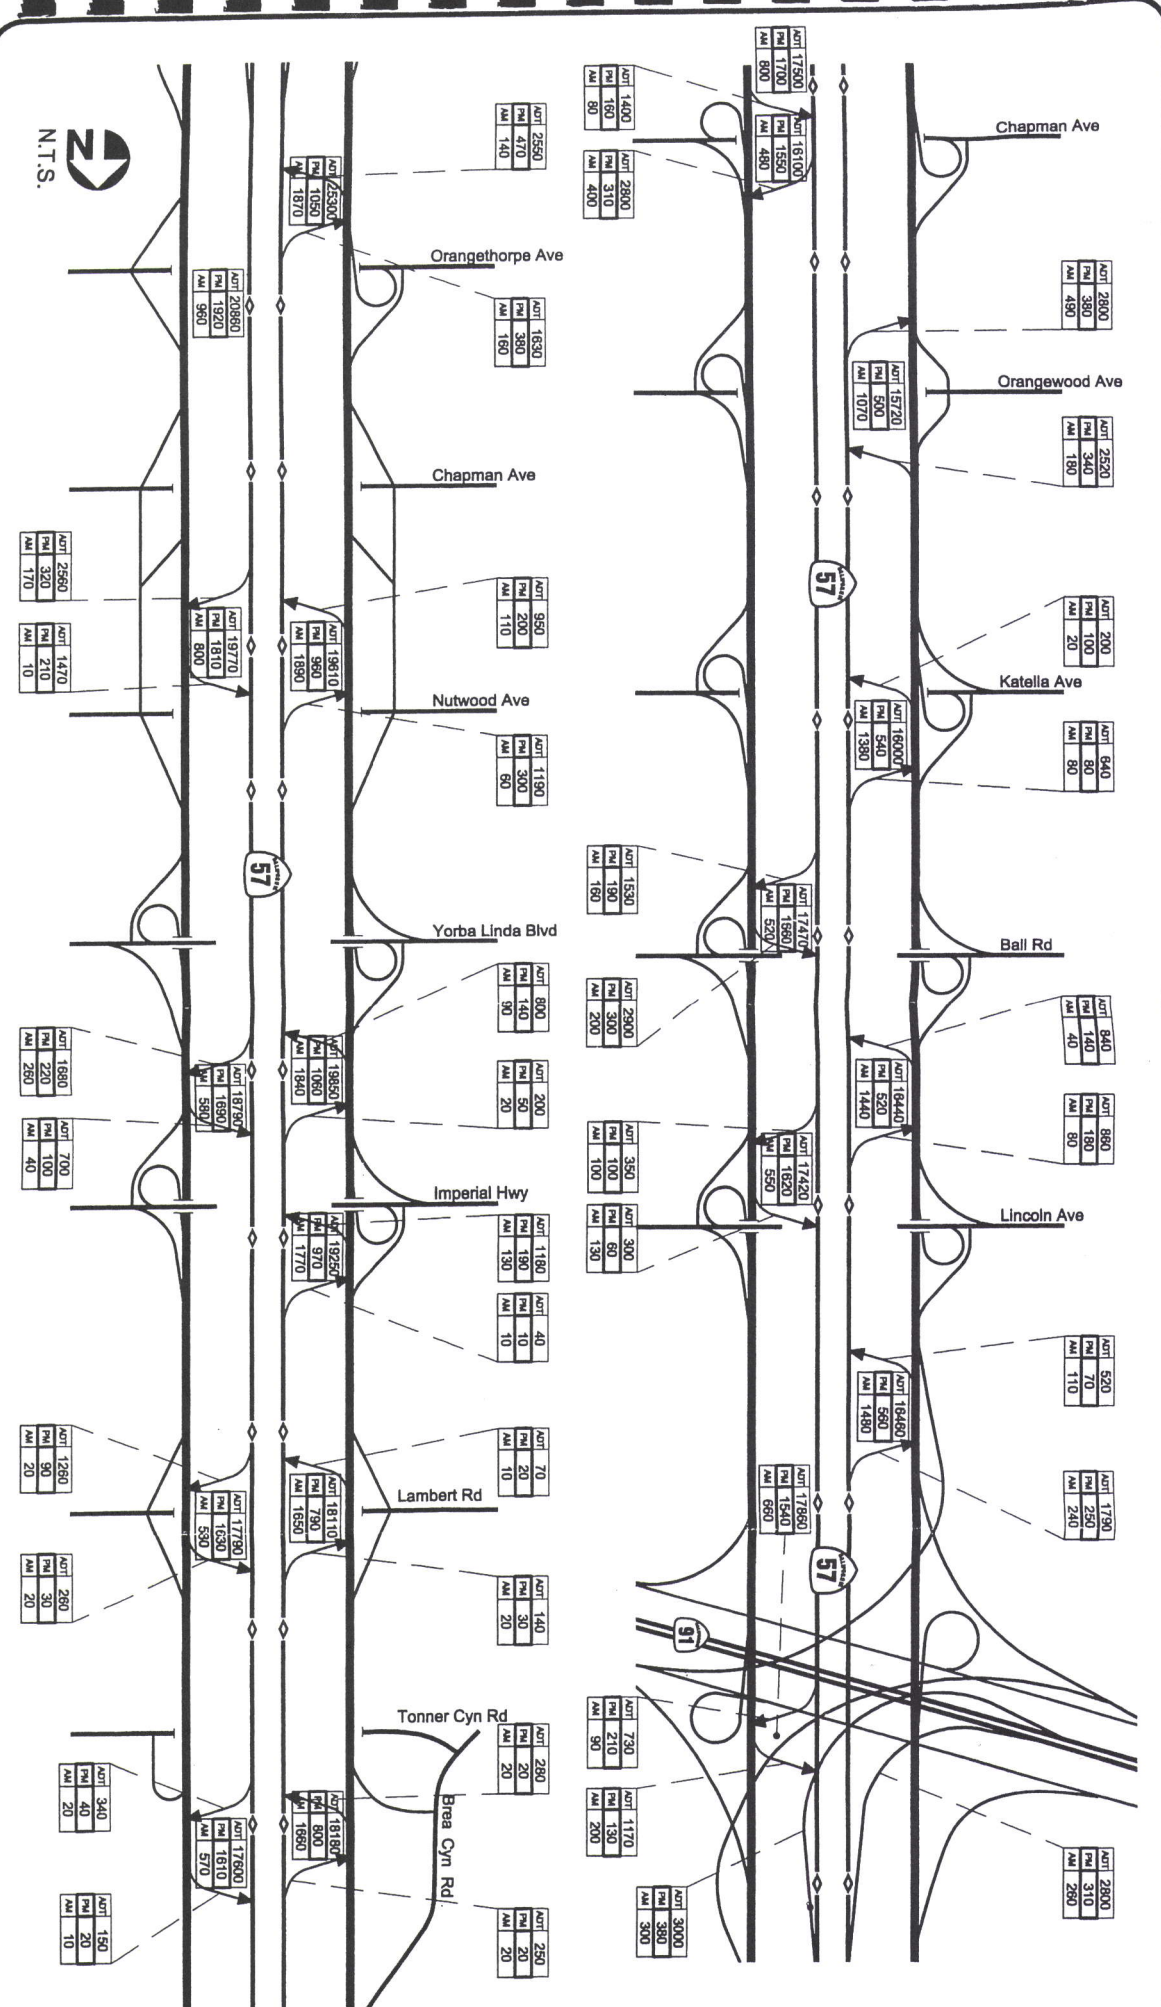 Chapman Ave
ADT 17500
PM 1700
AM 800
ADT 1400
PM 160
AM 80
ADT 16100
PM 1550
AM 480
ADT 2800
PM 310
AM 400
ADT 2800
PM 380
AM 490
Orangewood Ave
ADT 15720
PM 500
AM 1070
ADT 2520
PM 340
AM 180
CALIFORNIA
57
ADT 200
PM 100
AM 20
Katella Ave
ADT 16000
PM 540
AM 1380
ADT 640
PM 80
AM 80
ADT 1530
PM 190
AM 160
ADT 17470
PM 1660
AM 520
Ball Rd
ADT 2900
PM 300
AM 200
ADT 840
PM 140
AM 40
ADT 16440
PM 520
AM 1440
ADT 860
PM 180
AM 80
ADT 350
PM 100
AM 100
ADT 17420
PM 1620
AM 550
ADT 300
PM 60
AM 130
Lincoln Ave
ADT 520
PM 70
AM 110
ADT 16460
PM 560
AM 1480
ADT 1790
PM 250
AM 240
ADT 17860
PM 1540
AM 660
CALIFORNIA
57
91
ADT 730
PM 210
AM 90
ADT 1170
PM 130
AM 200
ADT 2800
PM 310
AM 260
ADT 3000
PM 380
AM 300
N
N.T.S.
ADT 2550
PM 470
AM 140
ADT 25300
PM 1050
AM 1870
Orangethorpe Ave
ADT 20860
PM 1920
AM 960
ADT 1630
PM 380
AM 160
Chapman Ave
ADT 2560
PM 320
AM 170
ADT 19770
PM 1810
AM 800
ADT 1470
PM 210
AM 10
ADT 950
PM 200
AM 110
ADT 19610
PM 960
AM 1890
Nutwood Ave
ADT 1190
PM 300
AM 60
CALIFORNIA
57
Yorba Linda Blvd
ADT 800
PM 140
AM 90
ADT 19850
PM 1060
AM 1840
ADT 200
PM 50
AM 20
ADT 1680
PM 220
AM 260
ADT 18790
PM 1690
AM 580
ADT 700
PM 100
AM 40
Imperial Hwy
ADT 1180
PM 190
AM 130
ADT 19250
PM 970
AM 1770
ADT 40
PM 10
AM 10
ADT 1260
PM 90
AM 20
ADT 17790
PM 1630
AM 530
ADT 260
PM 30
AM 20
ADT 70
PM 20
AM 10
ADT 18110
PM 790
AM 1650
Lambert Rd
ADT 140
PM 30
AM 20
Tonner Cyn Rd
ADT 280
PM 20
AM 20
ADT 18180
PM 800
AM 1660
Brea Cyn Rd
ADT 340
PM 40
AM 20
ADT 17600
PM 1610
AM 570
ADT 150
PM 20
AM 10
ADT 250
PM 20
AM 20